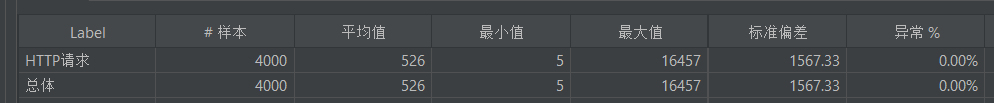 Label # 样本 平均值 最小值 最大值 标准偏差 异常 %
HTTP请求 4000 526 5 16457 1567.33 0.00%
总体 4000 526 5 16457 1567.33 0.00%